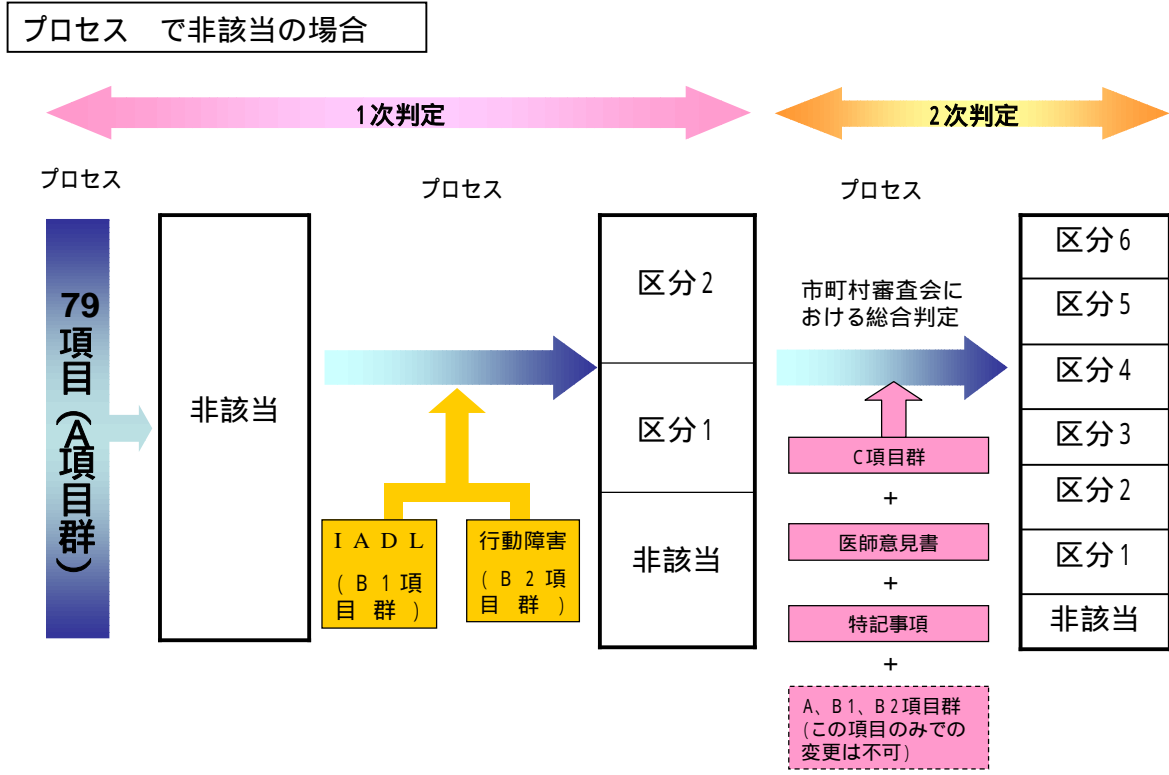 プロセス　で非該当の場合
1次判定
2次判定
プロセス
プロセス
プロセス
79
項目(A項目群)
非該当
IADL
(B1項
目群)
行動障害
(B2項
目群)
区分2
区分1
非該当
市町村審査会に
おける総合判定
C項目群
+
医師意見書
+
特記事項
+
A、B1、B2項目群
(この項目のみでの
変更は不可)
区分6
区分5
区分4
区分3
区分2
区分1
非該当